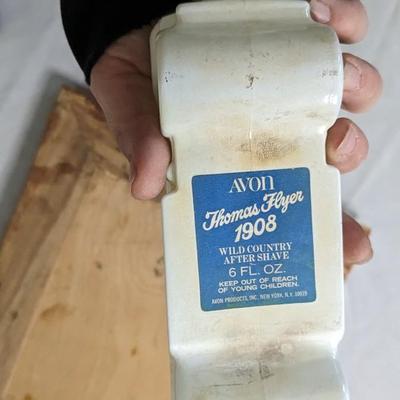 AVON
Thomas Flyer
1908
WILD COUNTRY
AFTER SHAVE
6 FL. OZ.
KEEP OUT OF REACH
OF YOUNG CHILDREN.
AVON PRODUCTS, INC., NEW YORK, N.Y. 10019